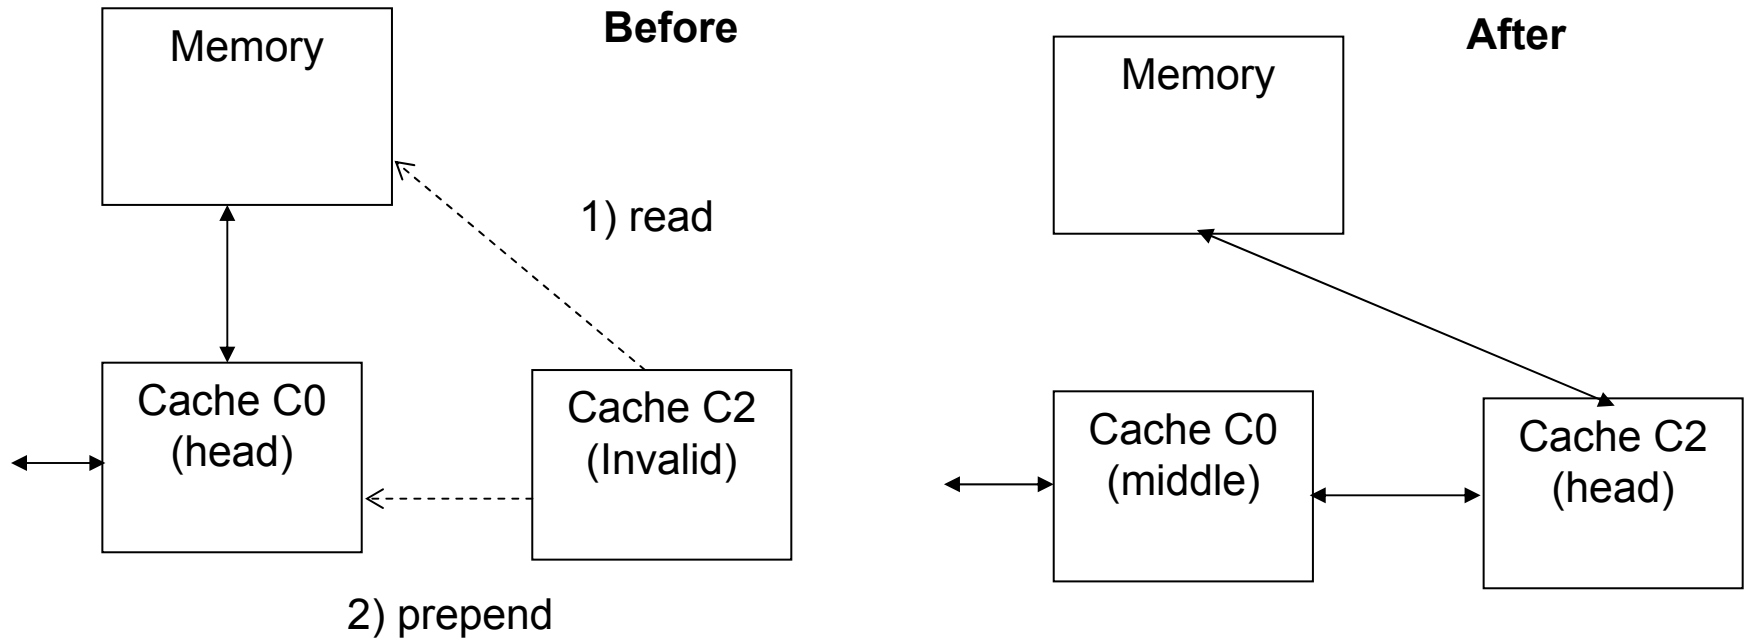 Before
Memory
1) read
Cache C0
(head)
Cache C2
(Invalid)
2) prepend
After
Memory
Cache C0
(middle)
Cache C2
(head)